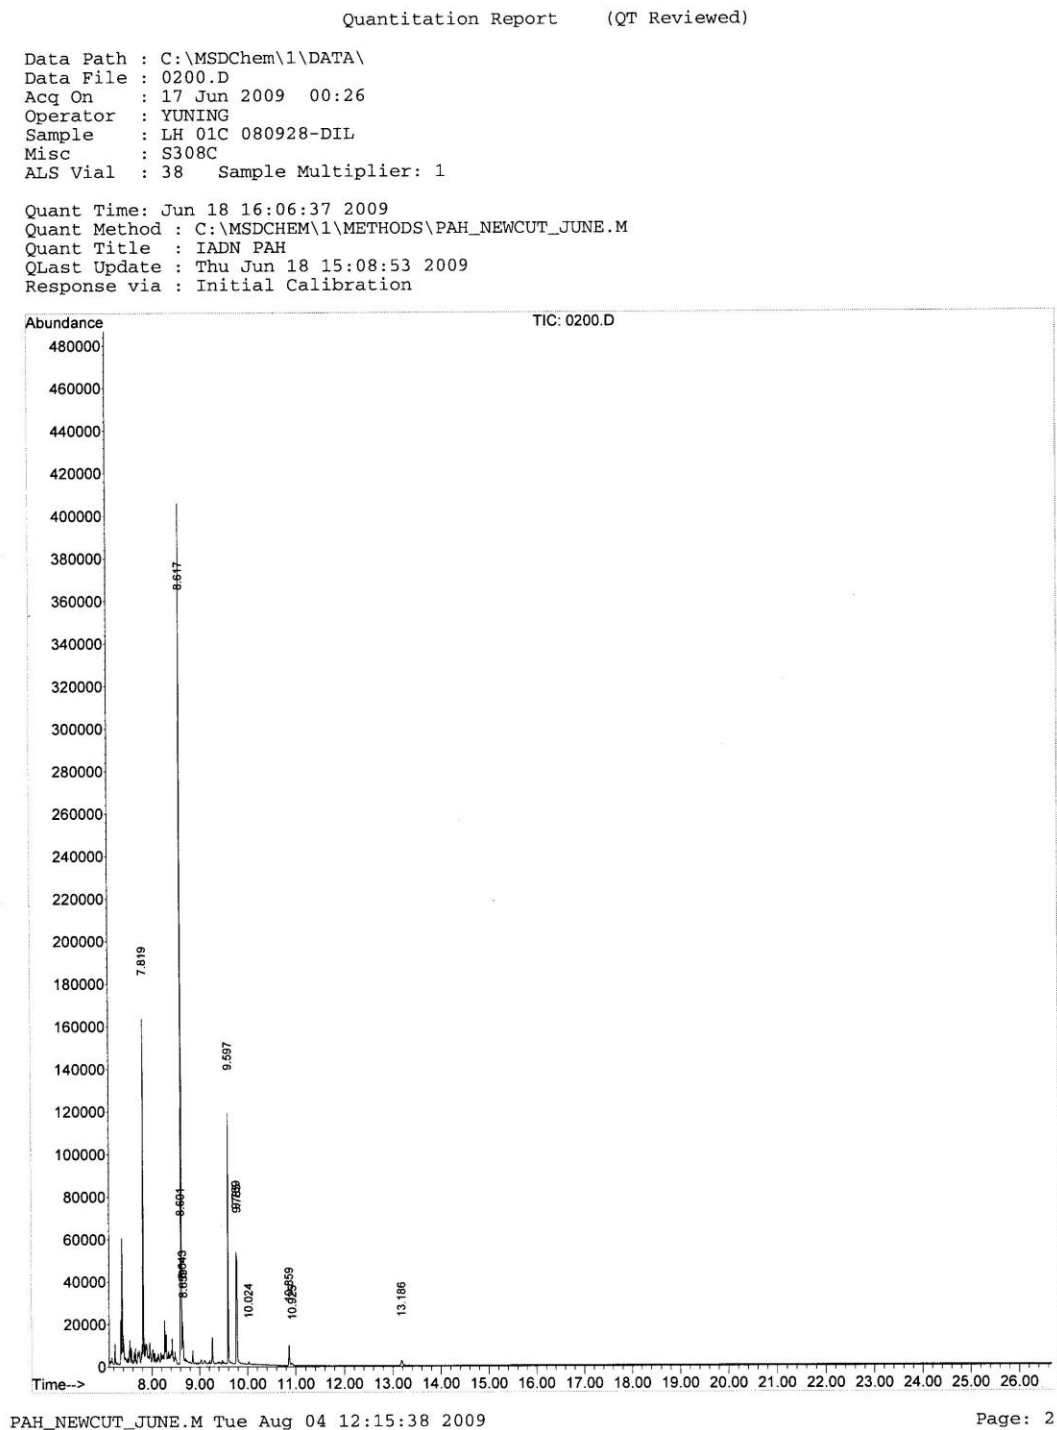 Quantitation Report    (QT Reviewed)
Data Path : C:\MSDChem\1\DATA\
Data File : 0200.D
Acq On    : 17 Jun 2009  00:26
Operator  : YUNING
Sample    : LH 01C 080928-DIL
Misc      : S308C
ALS Vial  : 38   Sample Multiplier: 1
Quant Time: Jun 18 16:06:37 2009
Quant Method : C:\MSDCHEM\1\METHODS\PAH_NEWCUT_JUNE.M
Quant Title  : IADN PAH
QLast Update : Thu Jun 18 15:08:53 2009
Response via : Initial Calibration
Abundance
TIC: 0200.D
480000
460000
440000
420000
400000
380000
8.617
360000
340000
320000
300000
280000
260000
240000
220000
200000
7.819
180000
160000
9.597
140000
120000
100000
80000
8.601
60000
40000
10.024
10.859
10.925
13.186
20000
0
Time-->
8.00 9.00 10.00 11.00 12.00 13.00 14.00 15.00 16.00 17.00 18.00 19.00 20.00 21.00 22.00 23.00 24.00 25.00 26.00
PAH_NEWCUT_JUNE.M Tue Aug 04 12:15:38 2009    Page: 2